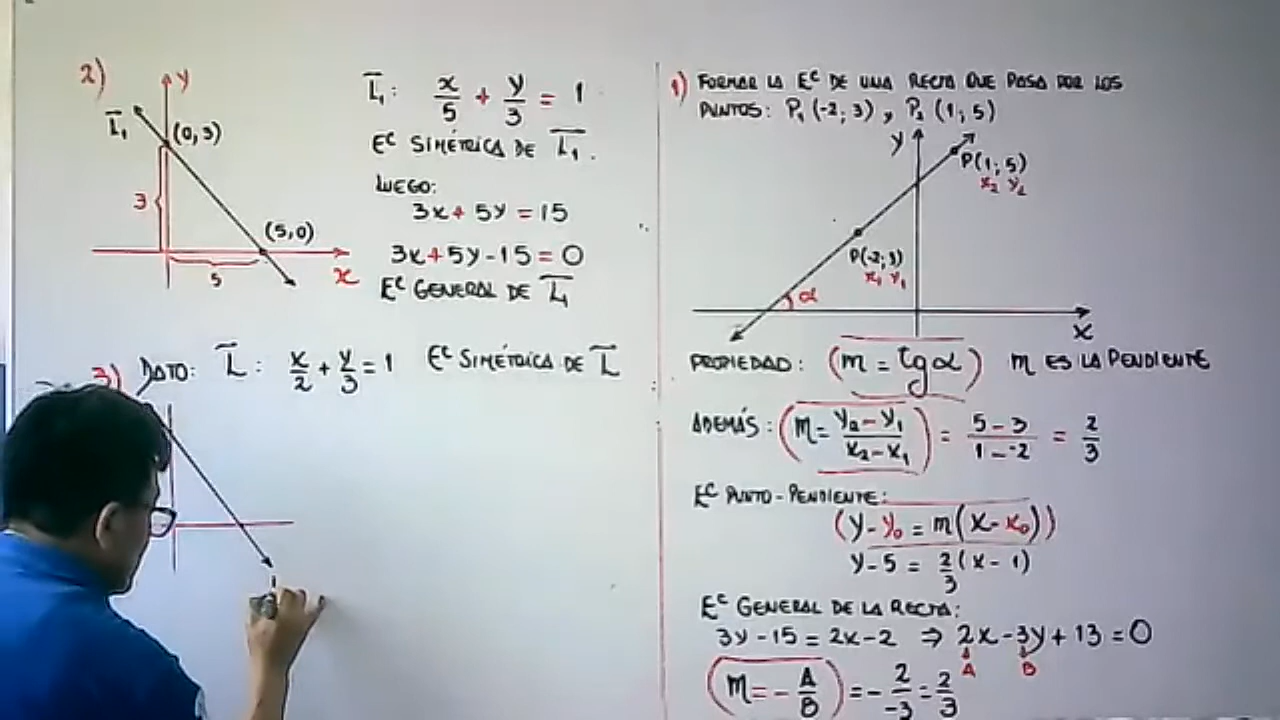 2)
y
L₁
(0,3)
3
(5,0)
5
x
L₁: x/5 + y/3 = 1
Eᶜ SIMÉTRICA DE L₁.
LUEGO:
3x+5y=15
3x+5y-15=0
Eᶜ GENERAL DE L₁
3) DATO: L: x/2 + y/3 = 1 Eᶜ SIMÉTRICA DE L
1) FORMAR LA Eᶜ DE UNA RECTA QUE PASA POR LOS
PUNTOS: P₁(-2;3) y P₂(1;5)
y
P(1;5)
x₂ y₂
P(-2;3)
x₁ y₁
α
x
PROPIEDAD: (m = tgα) m ES LA PENDIENTE
ADEMÁS: (m = y₂-y₁/x₂-x₁) = 5-3/1--2 = 2/3
Eᶜ PUNTO-PENDIENTE:
(y-y₀ = m(x-x₀))
y-5 = 2/3(x-1)
Eᶜ GENERAL DE LA RECTA:
3y-15 = 2x-2 ⇒ 2x-3y+13=0
A B
(m = -A/B) = -2/-3 = 2/3